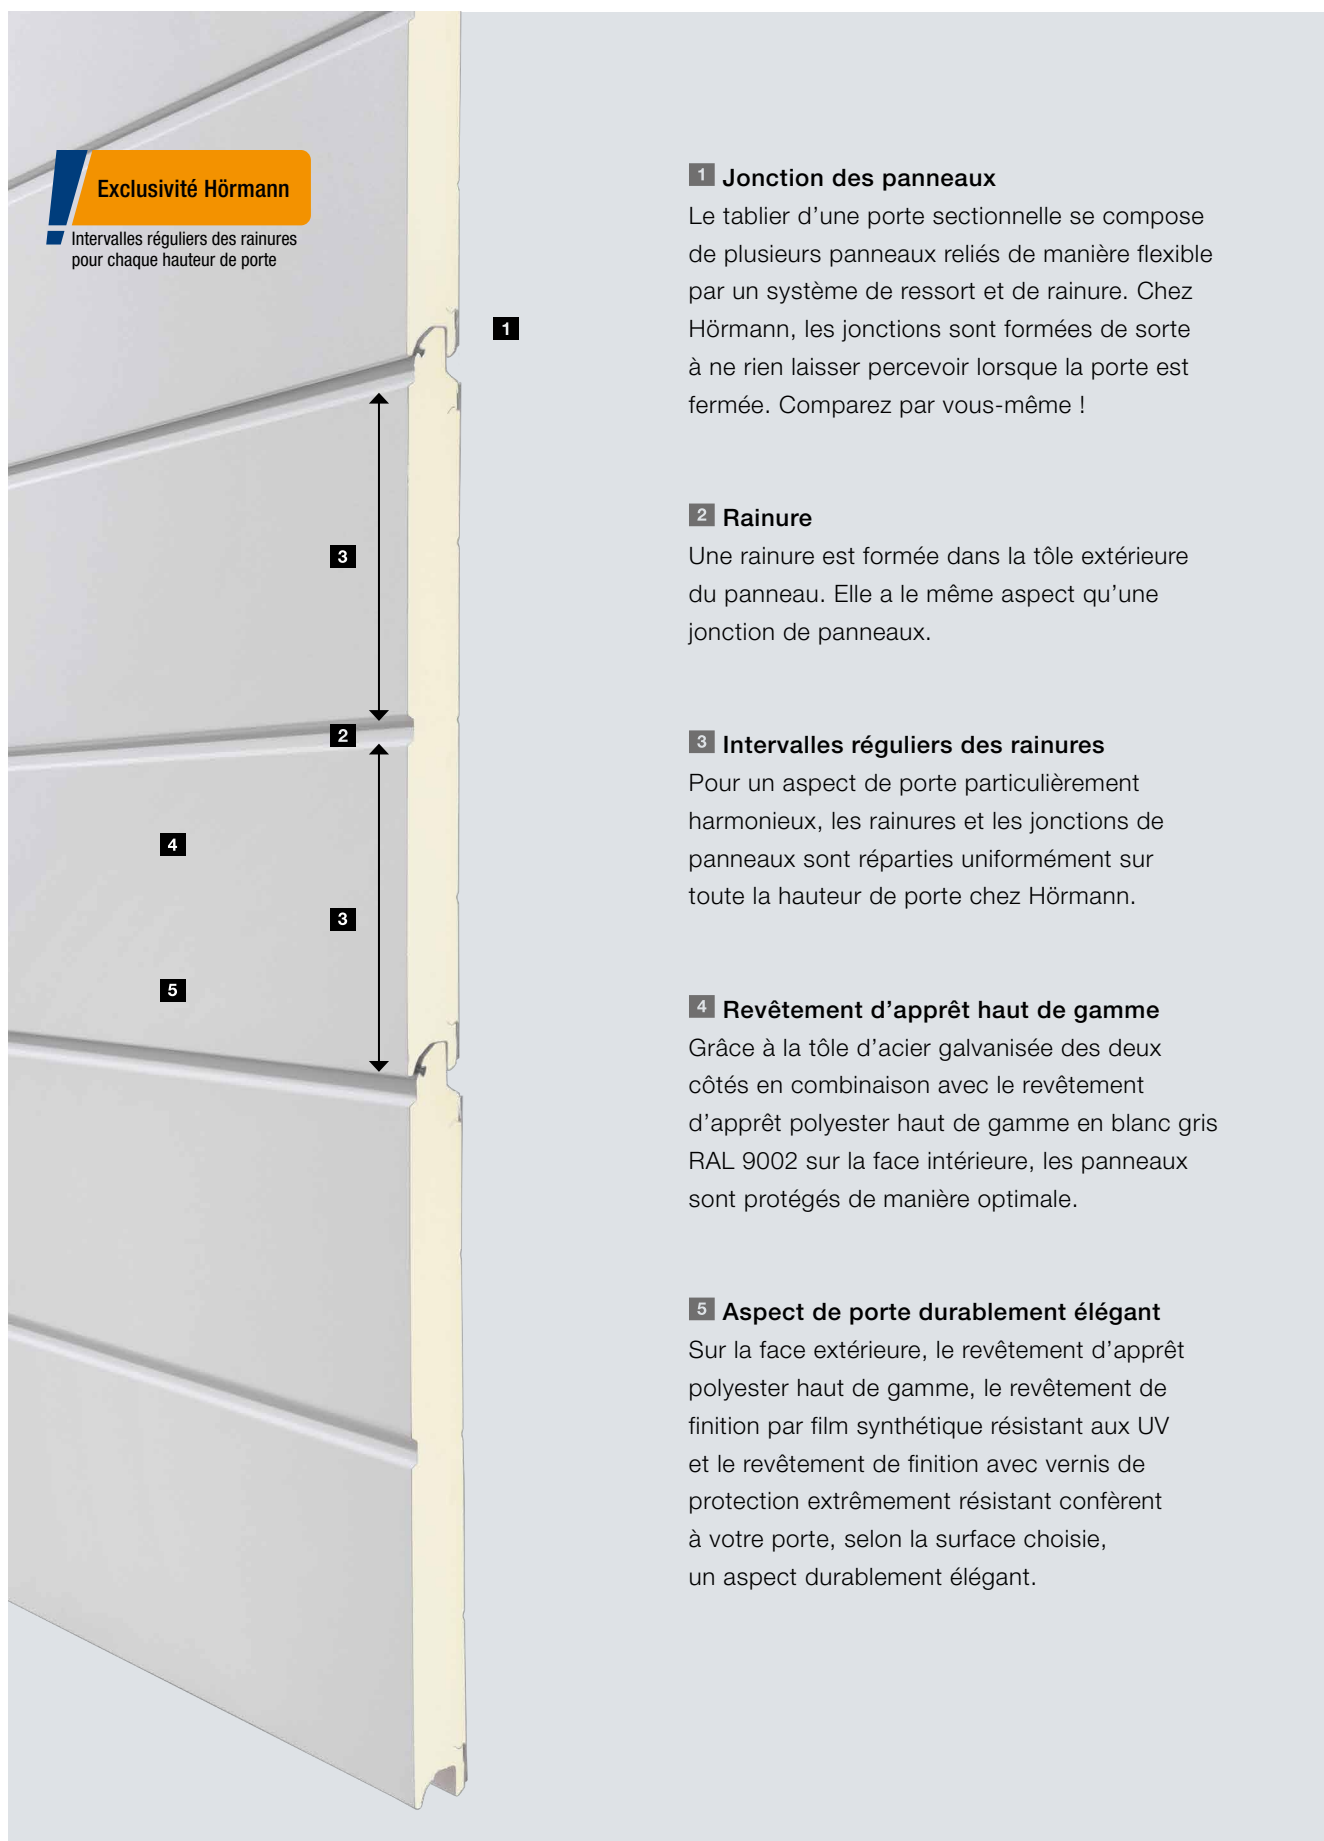 Exclusivité Hörmann
Intervalles réguliers des rainures
pour chaque hauteur de porte
1
3
2
4
3
5
1 Jonction des panneaux
Le tablier d’une porte sectionnelle se compose
de plusieurs panneaux reliés de manière flexible
par un système de ressort et de rainure. Chez
Hörmann, les jonctions sont formées de sorte
à ne rien laisser percevoir lorsque la porte est
fermée. Comparez par vous-même !
2 Rainure
Une rainure est formée dans la tôle extérieure
du panneau. Elle a le même aspect qu’une
jonction de panneaux.
3 Intervalles réguliers des rainures
Pour un aspect de porte particulièrement
harmonieux, les rainures et les jonctions de
panneaux sont réparties uniformément sur
toute la hauteur de porte chez Hörmann.
4 Revêtement d’apprêt haut de gamme
Grâce à la tôle d’acier galvanisée des deux
côtés en combinaison avec le revêtement
d’apprêt polyester haut de gamme en blanc gris
RAL 9002 sur la face intérieure, les panneaux
sont protégés de manière optimale.
5 Aspect de porte durablement élégant
Sur la face extérieure, le revêtement d’apprêt
polyester haut de gamme, le revêtement de
finition par film synthétique résistant aux UV
et le revêtement de finition avec vernis de
protection extrêmement résistant confèrent
à votre porte, selon la surface choisie,
un aspect durablement élégant.